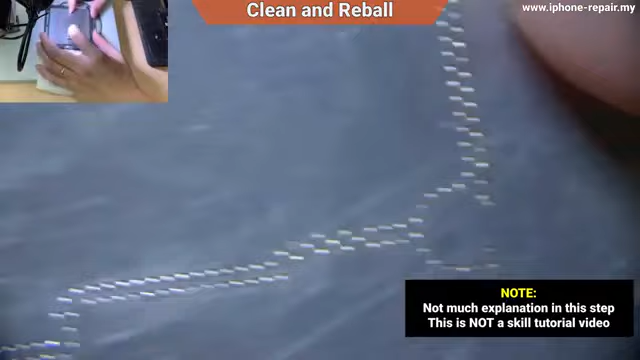 Clean and Reball
www.iphone-repair.my
NOTE:
Not much explanation in this step
This is NOT a skill tutorial video